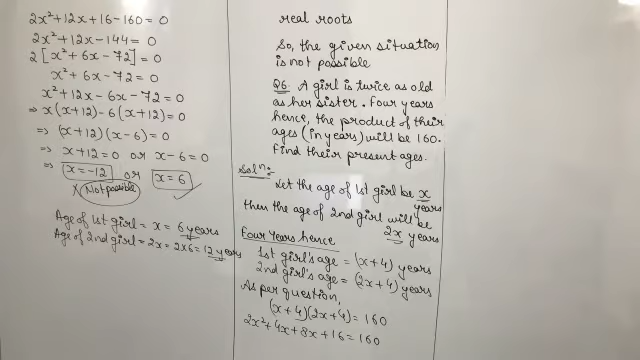 2x²+12x+16-160=0
2x²+12x-144=0
2[x²+6x-72]=0
x²+6x-72=0
x²+12x-6x-72=0
⇒ x(x+12)-6(x+12)=0
⇒ (x+12)(x-6)=0
⇒ x+12=0 or x-6=0
⇒ x=-12 or x=6 ✓
X Not possible
Age of 1st girl = x = 6 years
Age of 2nd girl = 2x = 2x6 = 12 years
real roots
So, the given situation
is not possible
Q6. A girl is twice as old
as her sister. Four years
hence, the product of their
ages (in years) will be 160.
Find their present ages.
Solⁿ:-
Let the age of 1st girl be x
years
then the age of 2nd girl will be
2x years
Four Years hence
1st girl's age = (x+4) years
2nd girl's age = (2x+4) years
As per question,
(x+4)(2x+4)=160
2x²+4x+8x+16=160